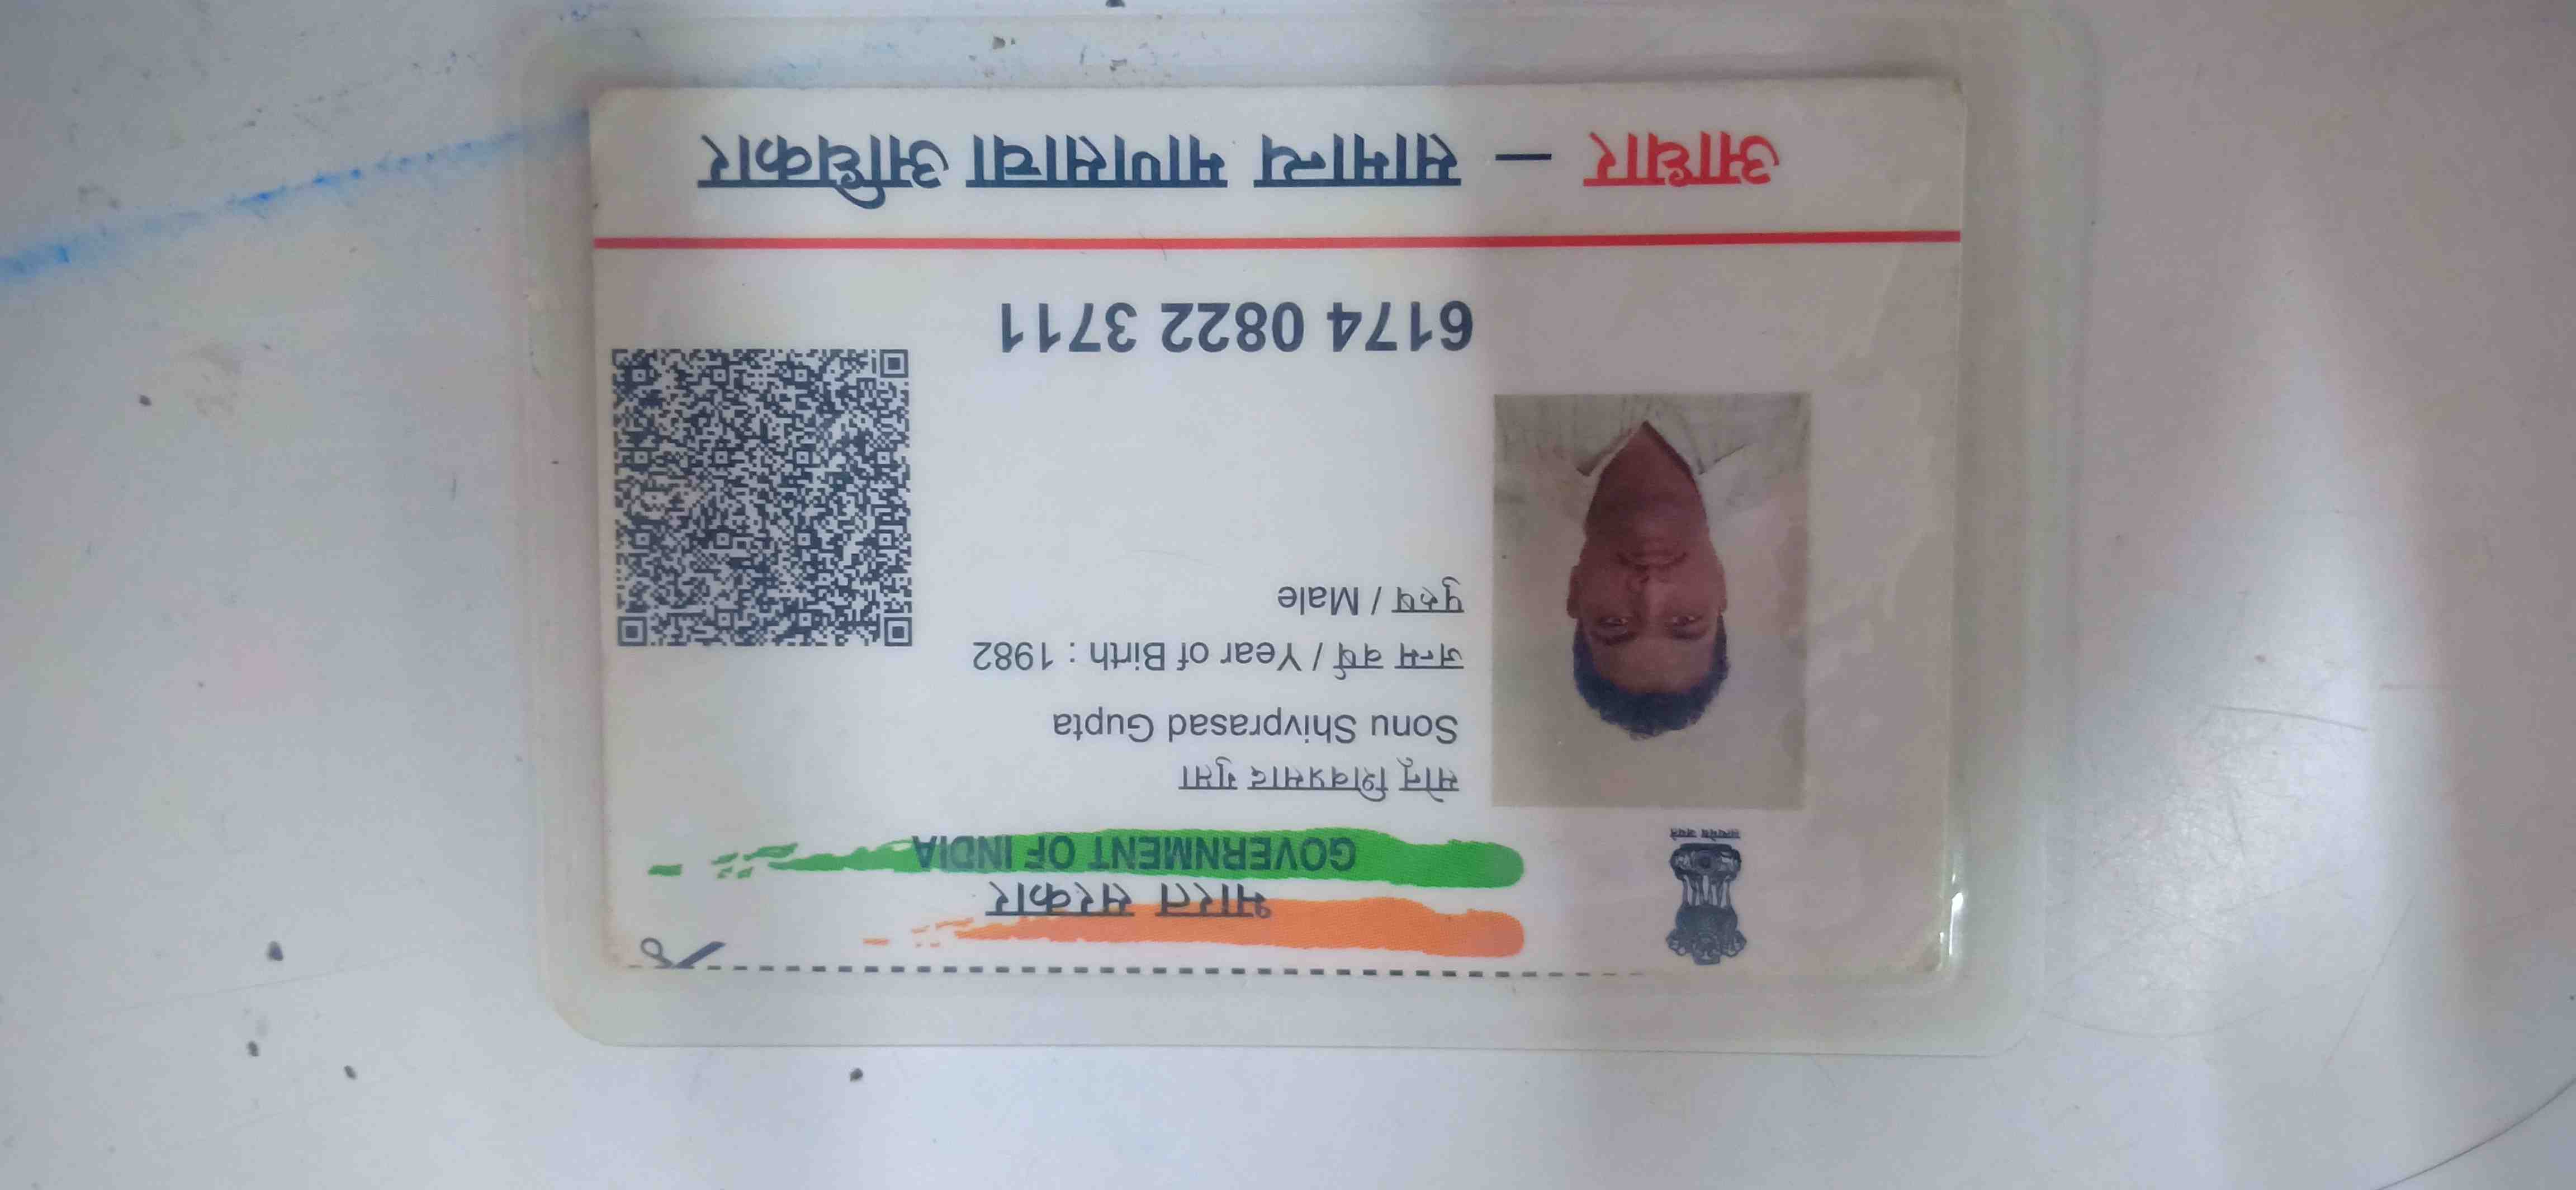 भारत सरकार
GOVERNMENT OF INDIA
सत्यमेव जयते
सोनू शिवप्रसाद गुप्ता
Sonu Shivprasad Gupta
जन्म वर्ष / Year of Birth : 1982
पुरुष / Male
6174 0822 3711
आधार — सामान्य माणसाचा अधिकार